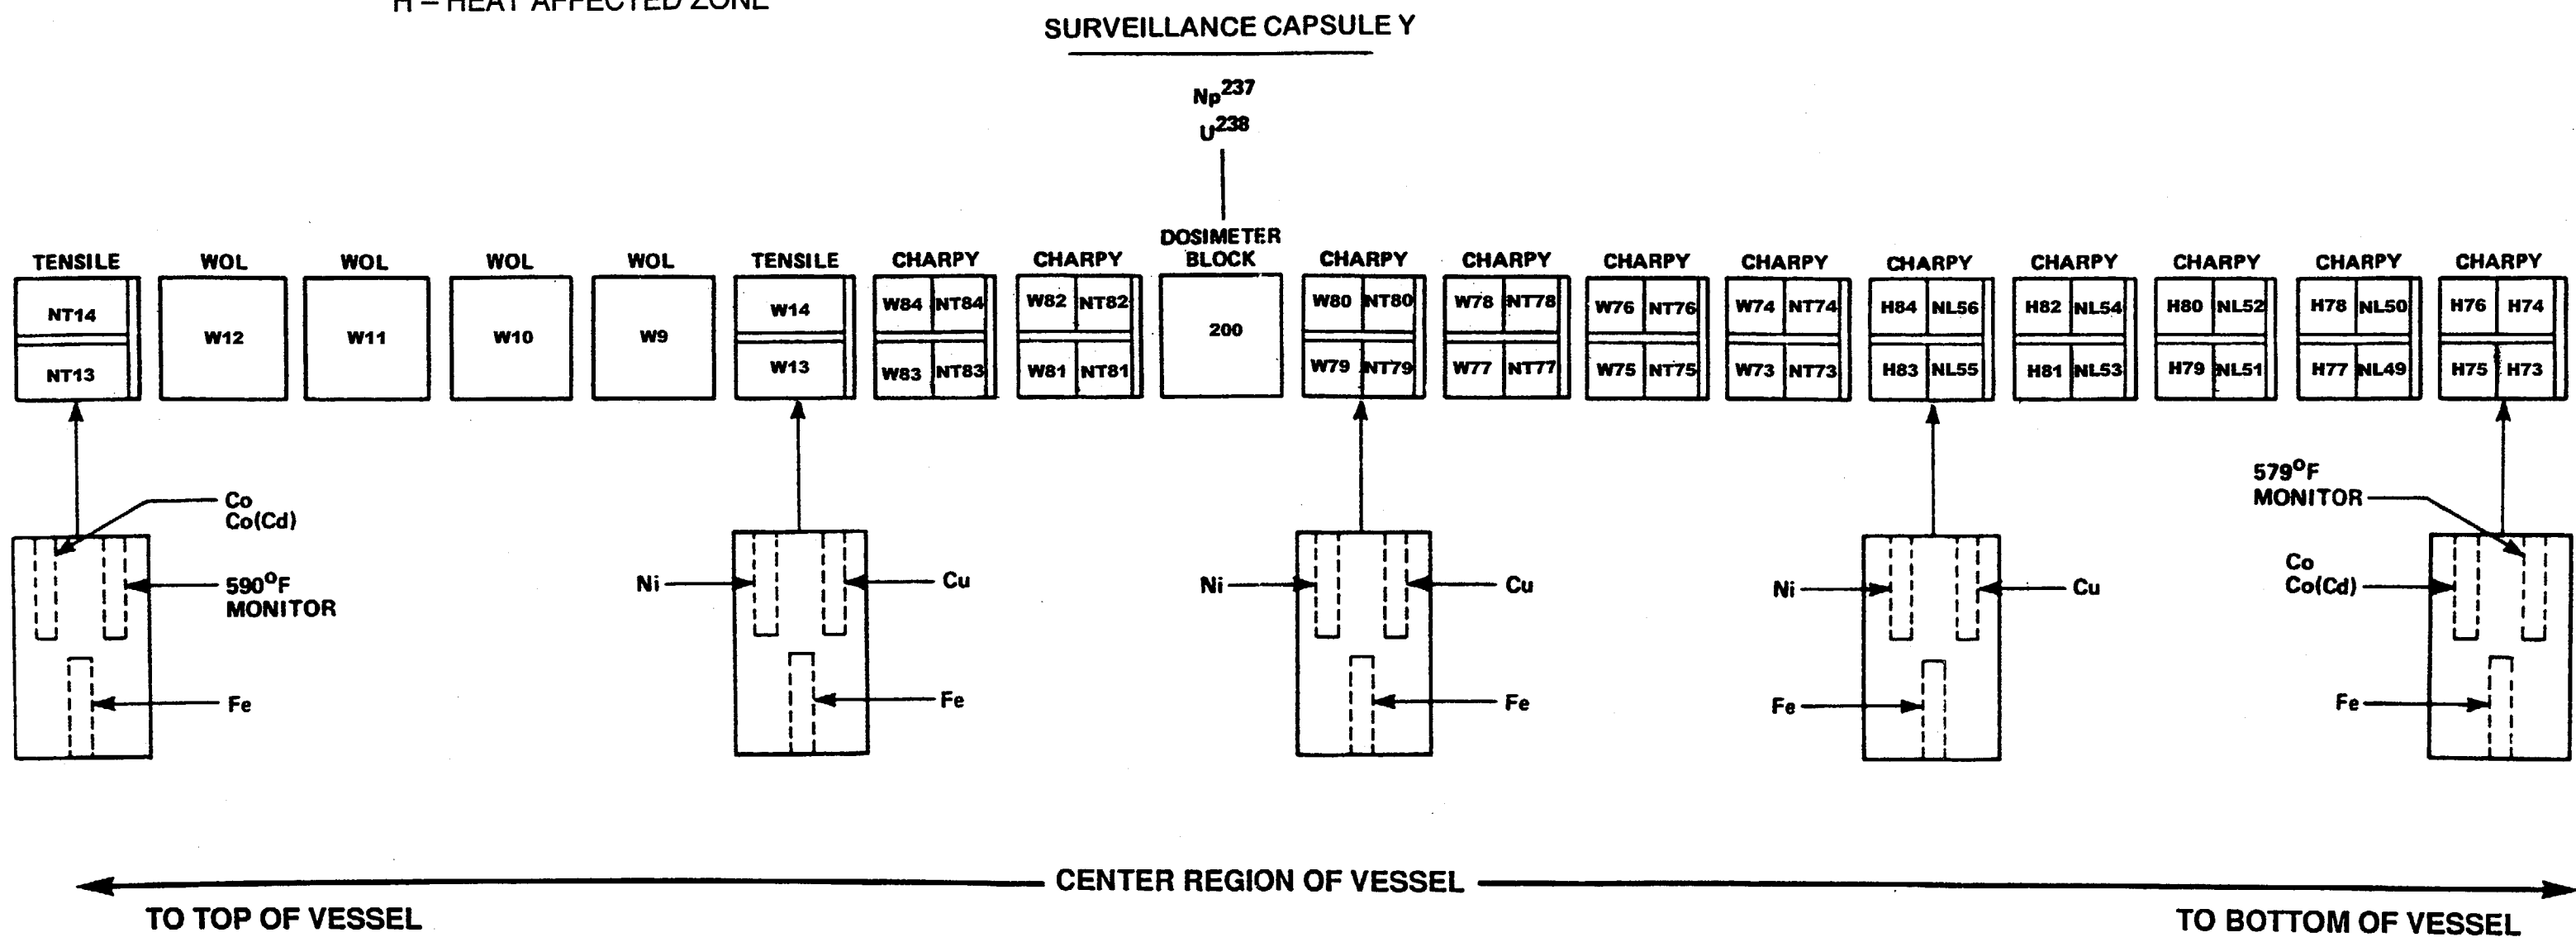 H – HEAT AFFECTED ZONE
SURVEILLANCE CAPSULE Y
Np237
U238
DOSIMETER
TENSILE WOL WOL WOL WOL TENSILE CHARPY CHARPY BLOCK CHARPY CHARPY CHARPY CHARPY CHARPY CHARPY CHARPY CHARPY CHARPY
NT14 W14 W84 NT84 W82 NT82 W80 NT80 W78 NT78 W76 NT76 W74 NT74 H84 NL56 H82 NL54 H80 NL52 H78 NL50 H76 H74
W12 W11 W10 W9 200
NT13 W13 W83 NT83 W81 NT81 W79 NT79 W77 NT77 W75 NT75 W73 NT73 H83 NL55 H81 NL53 H79 NL51 H77 NL49 H75 H73
Co
Co(Cd)
590°F
MONITOR
Fe
Ni Cu
Fe
Ni Cu
Fe
Ni Cu
Fe
579°F
MONITOR
Co
Co(Cd)
Fe
CENTER REGION OF VESSEL
TO TOP OF VESSEL TO BOTTOM OF VESSEL